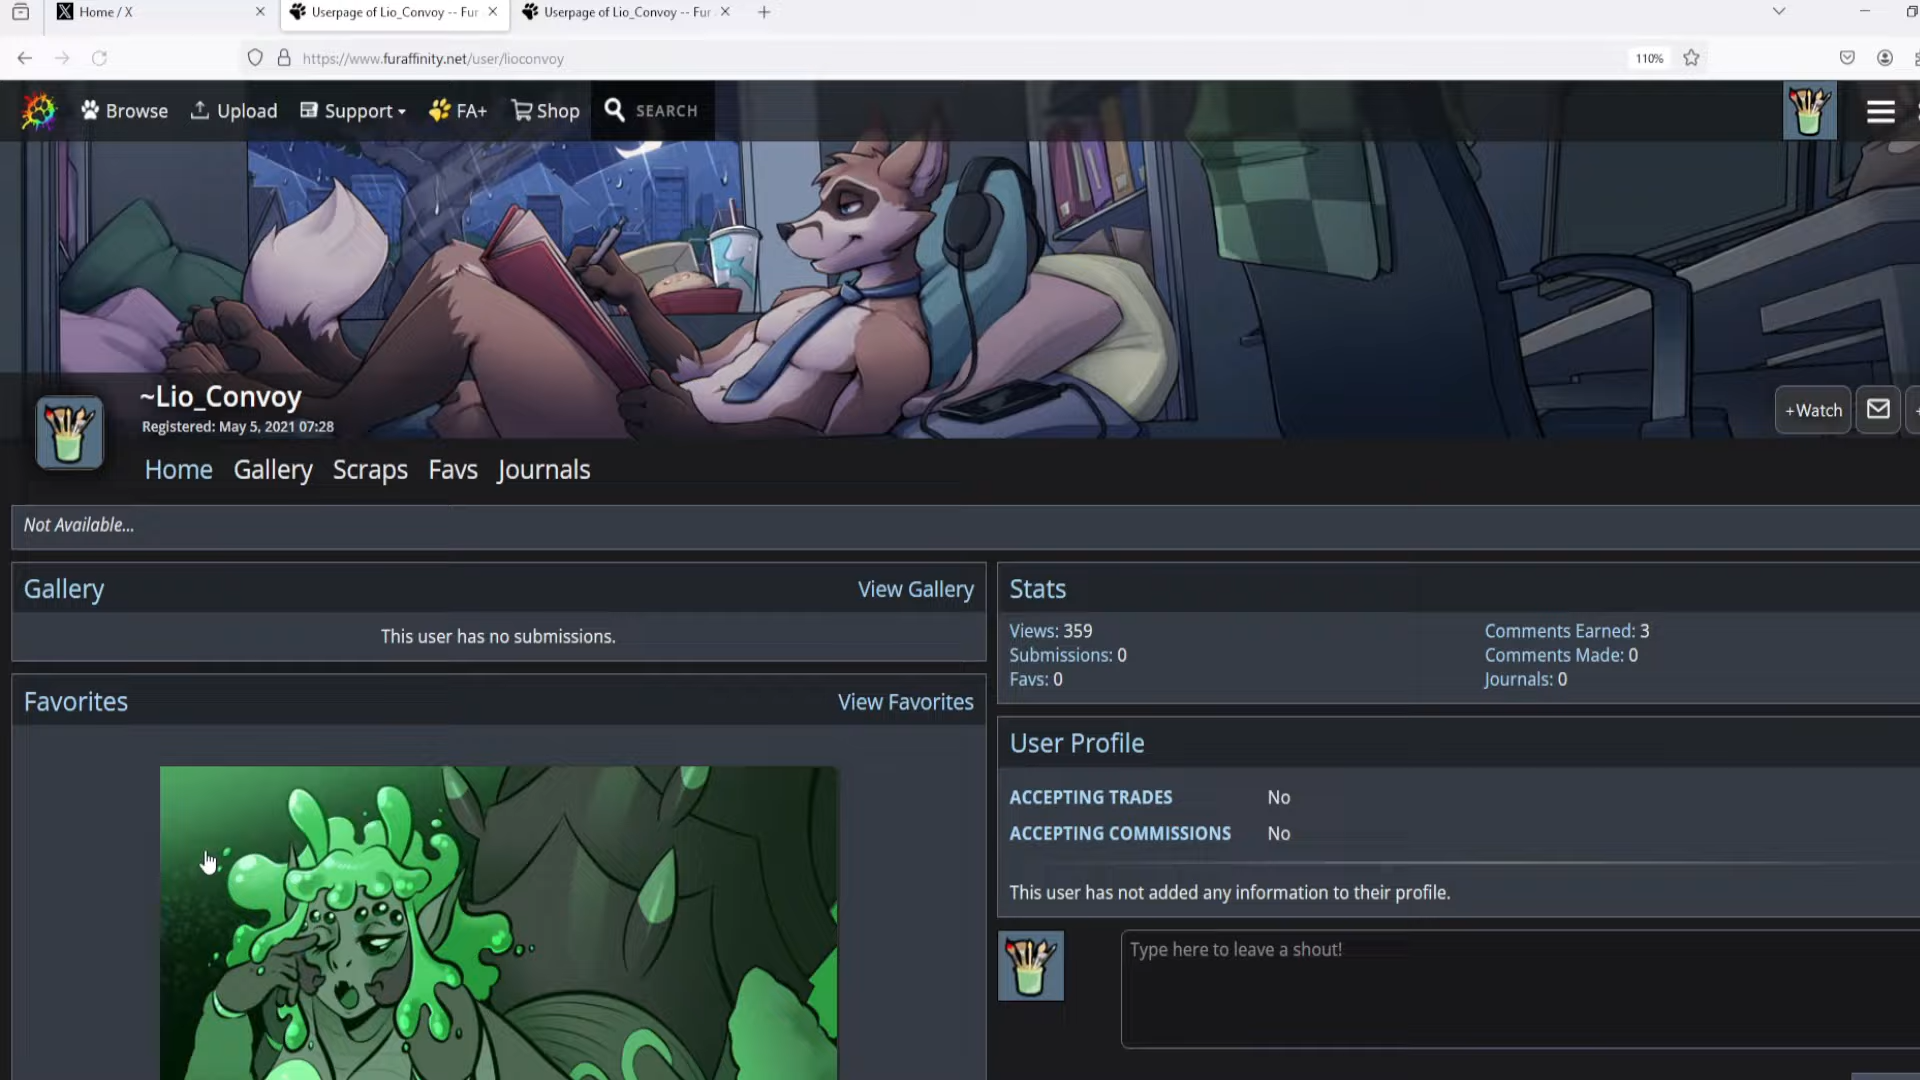 Home / X
Userpage of Lio_Convoy -- Fur
Userpage of Lio_Convoy -- Fur
https://www.furaffinity.net/user/lioconvoy
110%
Browse
Upload
Support
FA+
Shop
SEARCH
~Lio_Convoy
Registered: May 5, 2021 07:28
+Watch
Home
Gallery
Scraps
Favs
Journals
Not Available...
Gallery
View Gallery
This user has no submissions.
Favorites
View Favorites
Stats
Views: 359
Submissions: 0
Favs: 0
Comments Earned: 3
Comments Made: 0
Journals: 0
User Profile
ACCEPTING TRADES No
ACCEPTING COMMISSIONS No
This user has not added any information to their profile.
Type here to leave a shout!